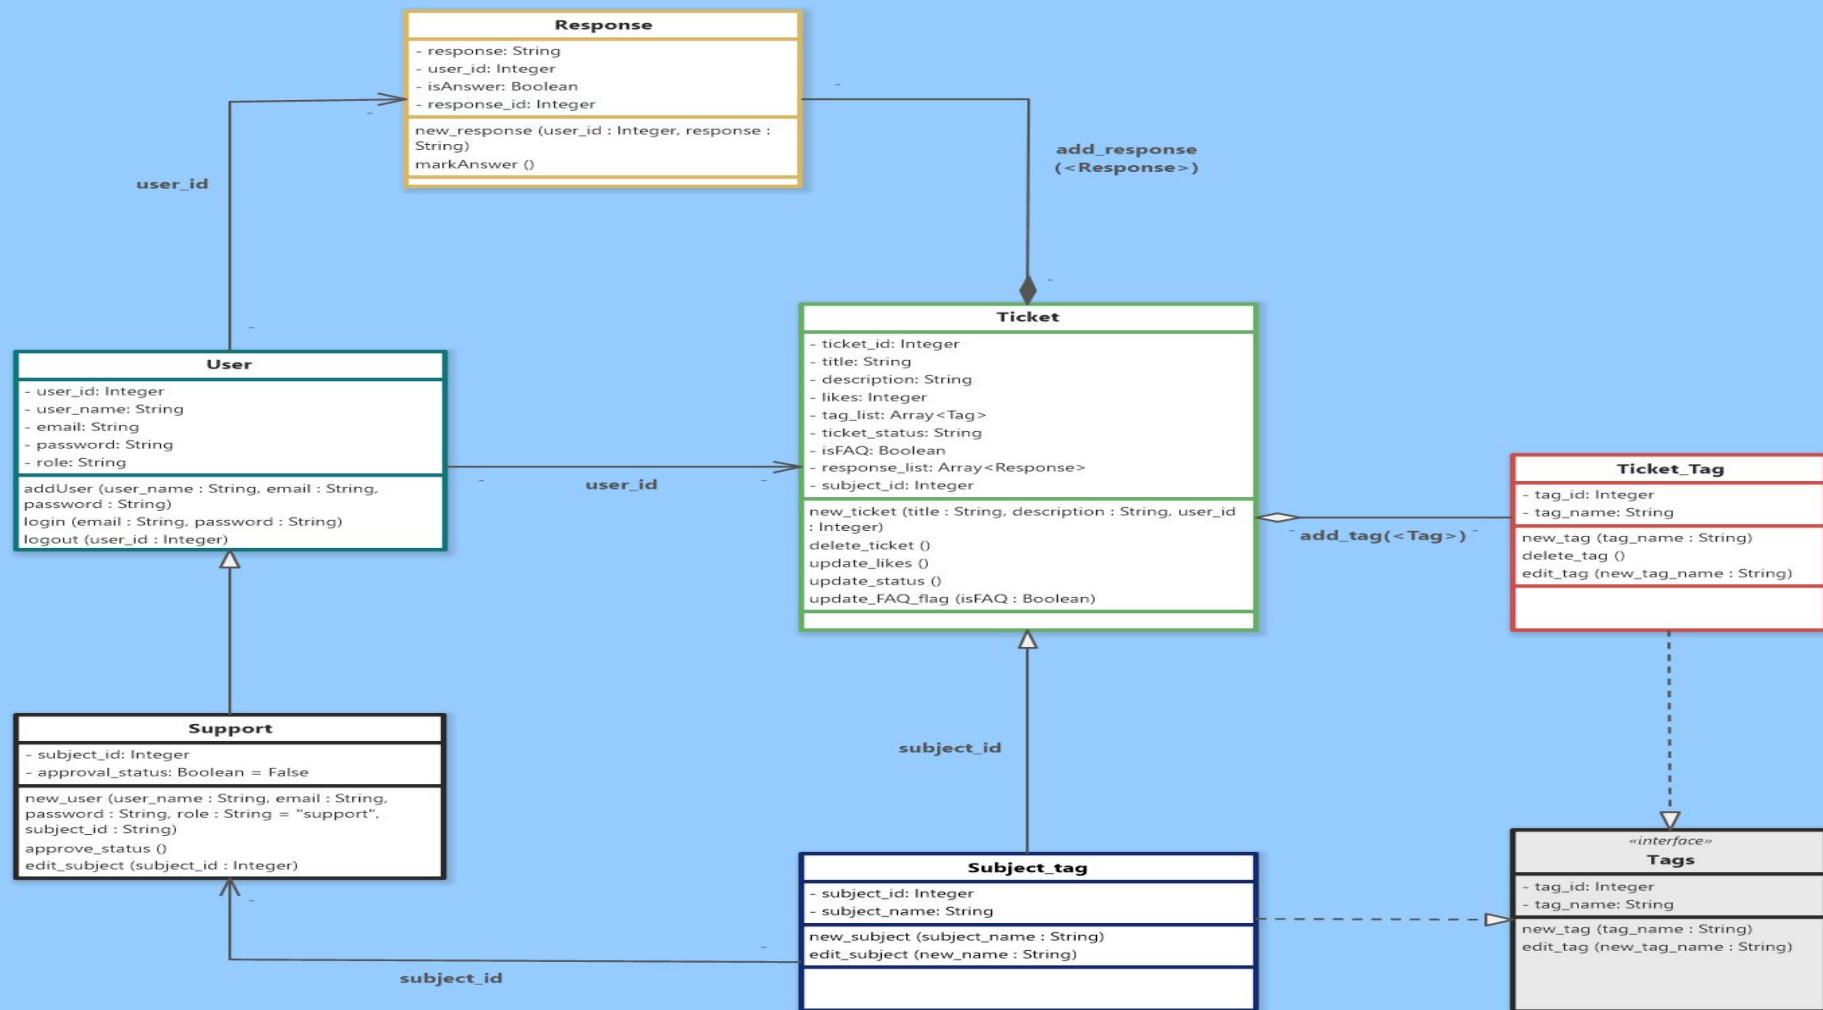 Response
- response: String
- user_id: Integer
- isAnswer: Boolean
- response_id: Integer
new_response (user_id : Integer, response :
String)
markAnswer ()
user_id
add_response
(<Response>)
User
- user_id: Integer
- user_name: String
- email: String
- password: String
- role: String
addUser (user_name : String, email : String,
password : String)
login (email : String, password : String)
logout (user_id : Integer)
user_id
Ticket
- ticket_id: Integer
- title: String
- description: String
- likes: Integer
- tag_list: Array<Tag>
- ticket_status: String
- isFAQ: Boolean
- response_list: Array<Response>
- subject_id: Integer
new_ticket (title : String, description : String, user_id
: Integer)
delete_ticket ()
update_likes ()
update_status ()
update_FAQ_flag (isFAQ : Boolean)
add_tag(<Tag>)
Ticket_Tag
- tag_id: Integer
- tag_name: String
new_tag (tag_name : String)
delete_tag ()
edit_tag (new_tag_name : String)
Support
- subject_id: Integer
- approval_status: Boolean = False
new_user (user_name : String, email : String,
password : String, role : String = "support",
subject_id : String)
approve_status ()
edit_subject (subject_id : Integer)
subject_id
subject_id
Subject_tag
- subject_id: Integer
- subject_name: String
new_subject (subject_name : String)
edit_subject (new_name : String)
«interface»
Tags
- tag_id: Integer
- tag_name: String
new_tag (tag_name : String)
edit_tag (new_tag_name : String)